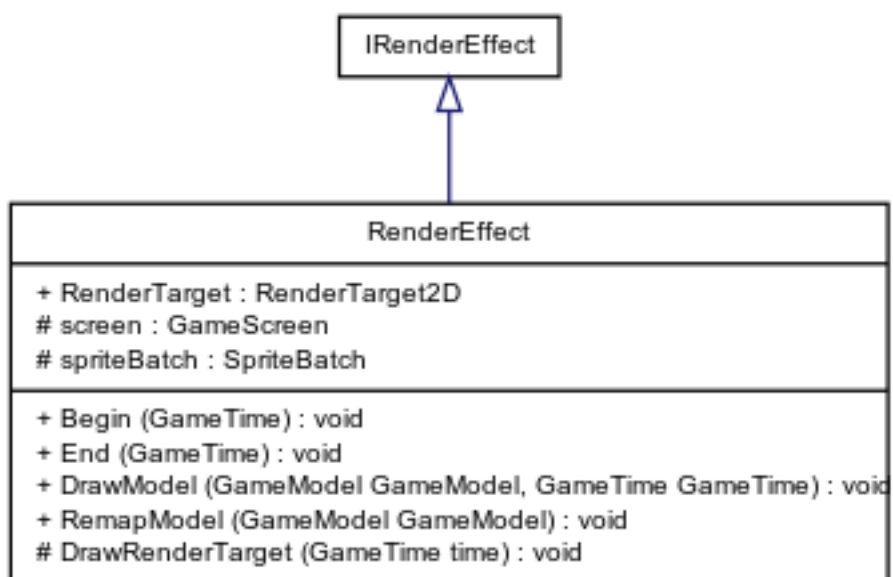 IRenderEffect
RenderEffect
+ RenderTarget : RenderTarget2D
# screen : GameScreen
# spriteBatch : SpriteBatch
+ Begin (GameTime) : void
+ End (GameTime) : void
+ DrawModel (GameModel GameModel, GameTime GameTime) : void
+ RemapModel (GameModel GameModel) : void
# DrawRenderTarget (GameTime time) : void